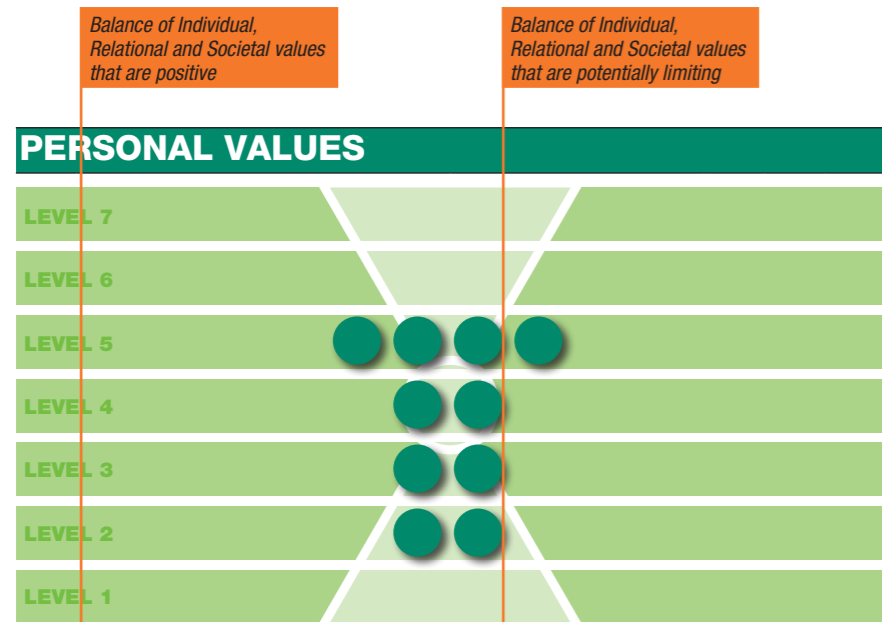 Balance of Individual,
Relational and Societal values
that are positive
Balance of Individual,
Relational and Societal values
that are potentially limiting
PERSONAL VALUES
LEVEL 7
LEVEL 6
LEVEL 5
LEVEL 4
LEVEL 3
LEVEL 2
LEVEL 1